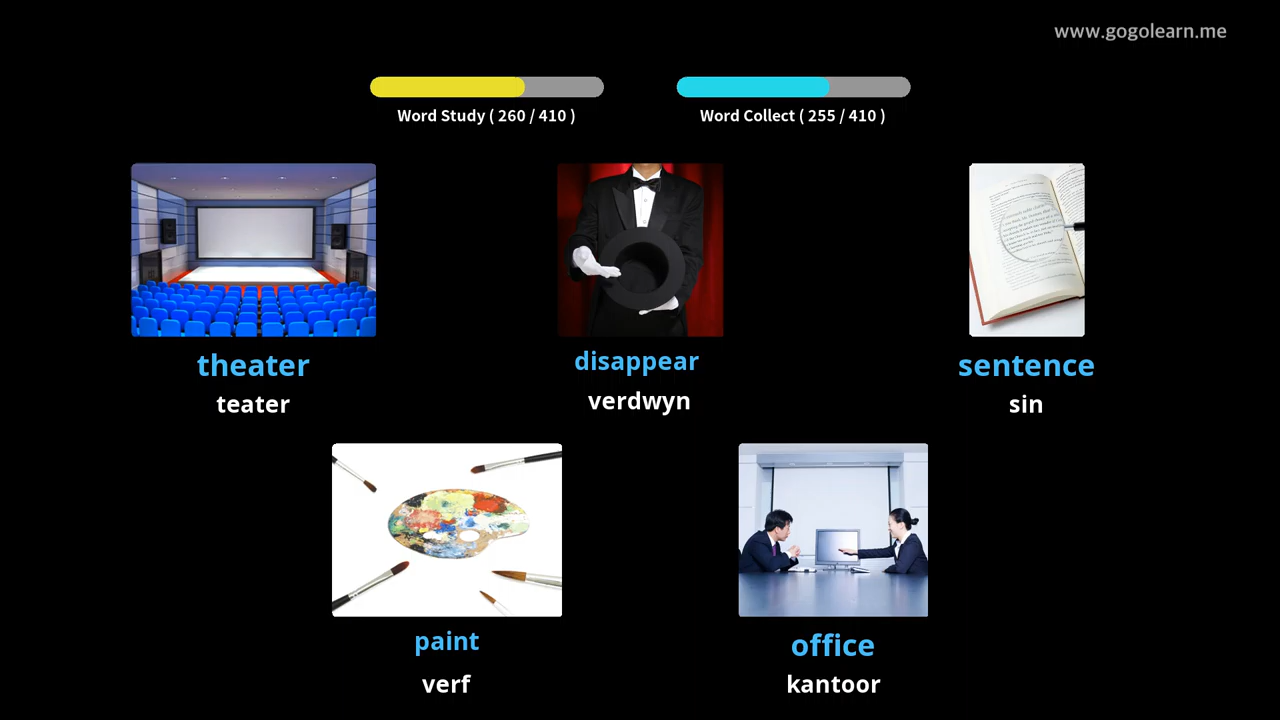 www.gogolearn.me
Word Study ( 260 / 410 )
Word Collect ( 255 / 410 )
theater
teater
disappear
verdwyn
sentence
sin
paint
verf
office
kantoor